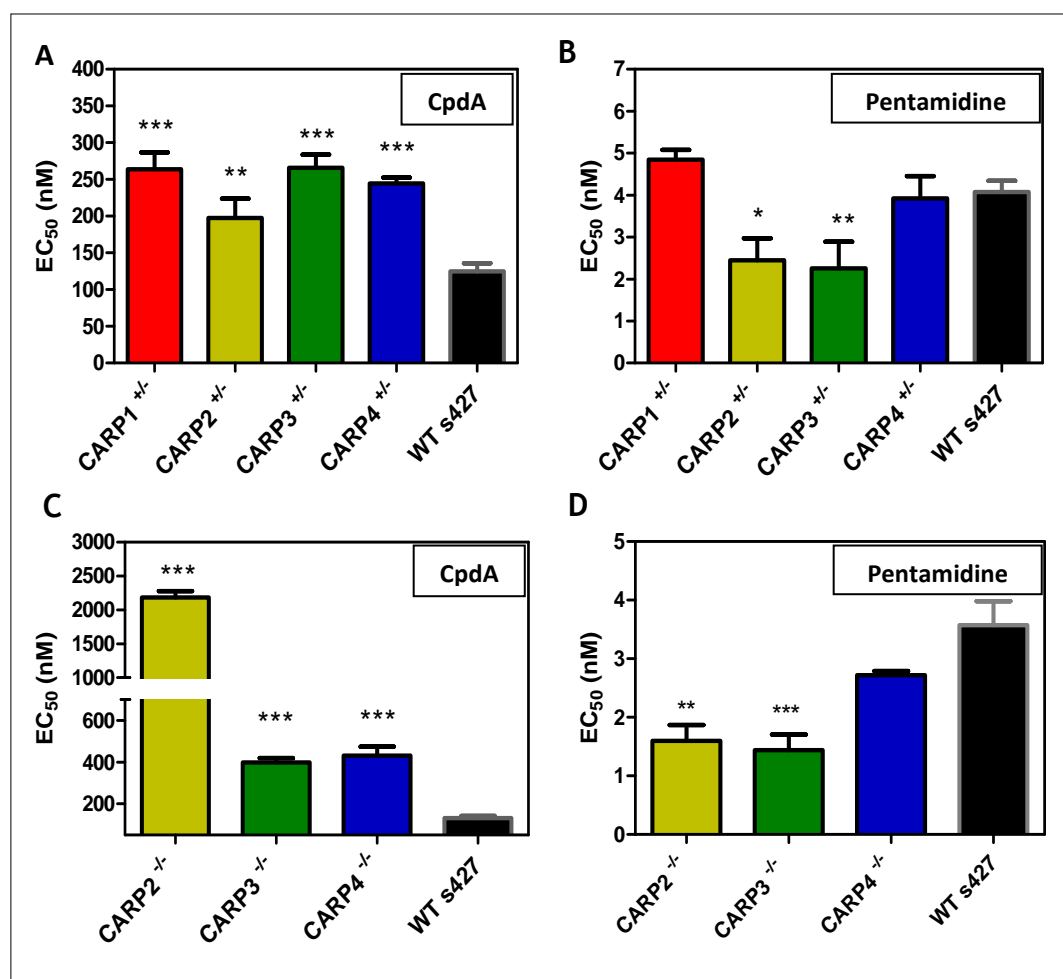 A
CpdA
EC50 (nM)
400
350
300
250
200
150
100
50
0
***
**
***
***
CARP1 +/-
CARP2 +/-
CARP3 +/-
CARP4 +/-
WT s427
B
Pentamidine
EC50 (nM)
7
6
5
4
3
2
1
0
*
**
CARP1 +/-
CARP2 +/-
CARP3 +/-
CARP4 +/-
WT s427
C
CpdA
EC50 (nM)
3000
2500
2000
1500
1000
600
400
200
***
***
***
CARP2 -/-
CARP3 -/-
CARP4 -/-
WT s427
D
Pentamidine
EC50 (nM)
5
4
3
2
1
0
**
***
CARP2 -/-
CARP3 -/-
CARP4 -/-
WT s427